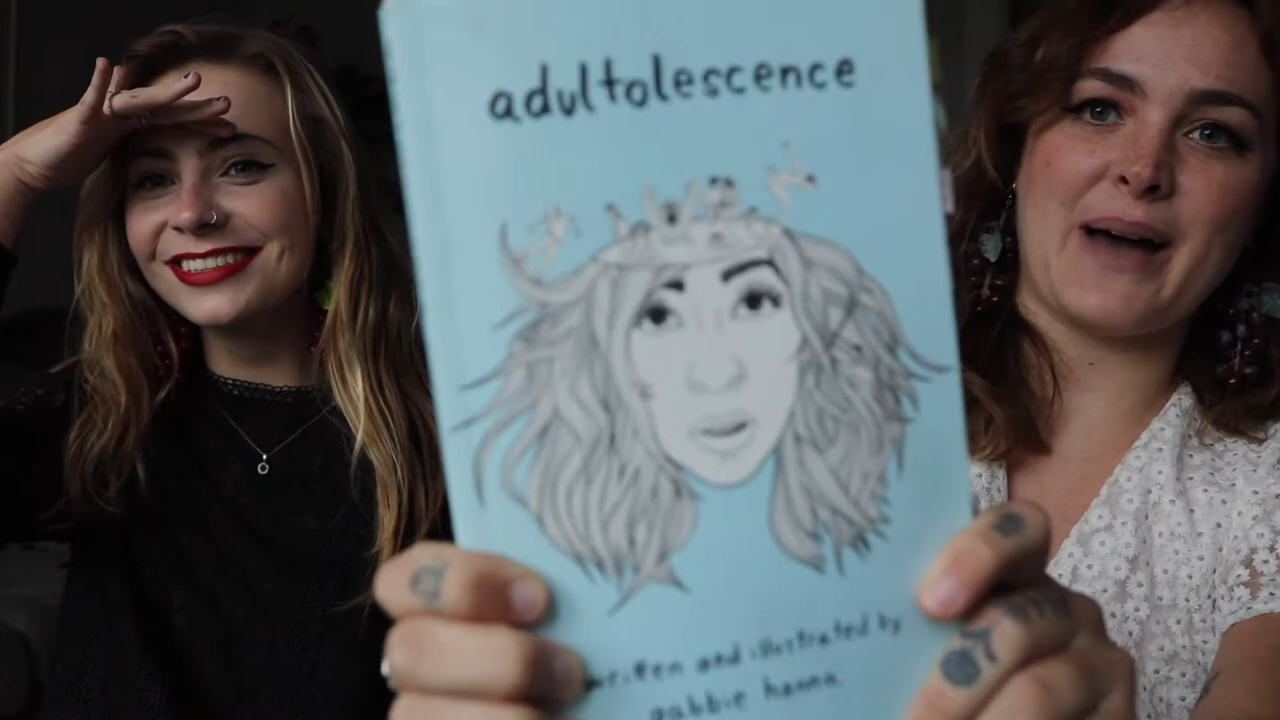 adultolescence
written and illustrated by
gabbie hanna